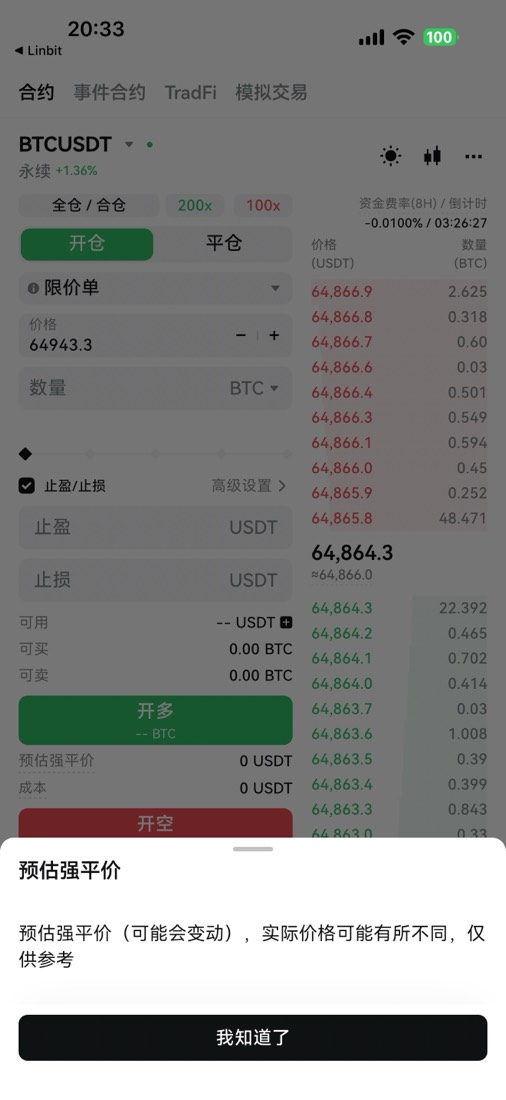 20:33
100
◀ Linbit
合约 事件合约 TradFi 模拟交易
BTCUSDT
永续 +1.36%
全仓 / 合仓 200x 100x
资金费率(8H) / 倒计时
-0.0100% / 03:26:27
开仓 平仓
价格 数量
(USDT) (BTC)
限价单
价格
64943.3 − +
数量 BTC
止盈/止损 高级设置
止盈 USDT
止损 USDT
可用 -- USDT
可买 0.00 BTC
可卖 0.00 BTC
开多
-- BTC
预估强平价 0 USDT
成本 0 USDT
开空
64,866.9 2.625
64,866.8 0.318
64,866.7 0.60
64,866.6 0.03
64,866.4 0.501
64,866.3 0.549
64,866.1 0.594
64,866.0 0.45
64,865.9 0.252
64,865.8 48.471
64,864.3
≈64,866.0
64,864.3 22.392
64,864.2 0.465
64,864.1 0.702
64,864.0 0.414
64,863.7 0.03
64,863.6 1.008
64,863.5 0.39
64,863.4 0.399
64,863.3 0.843
64,863.0 0.33
预估强平价
预估强平价（可能会变动），实际价格可能有所不同，仅
供参考
我知道了